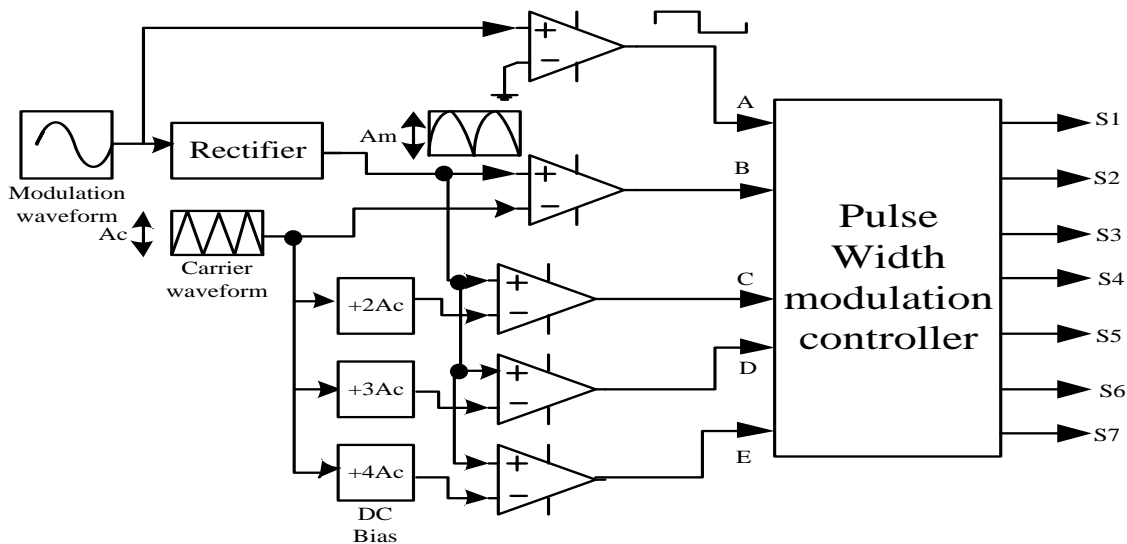 +
−
A
Am
Rectifier
Modulation
waveform
+
−
B
Ac
Carrier
waveform
+2Ac
+
−
C
+3Ac
+
−
D
+4Ac
+
−
E
DC
Bias
Pulse
Width
modulation
controller
S1
S2
S3
S4
S5
S6
S7